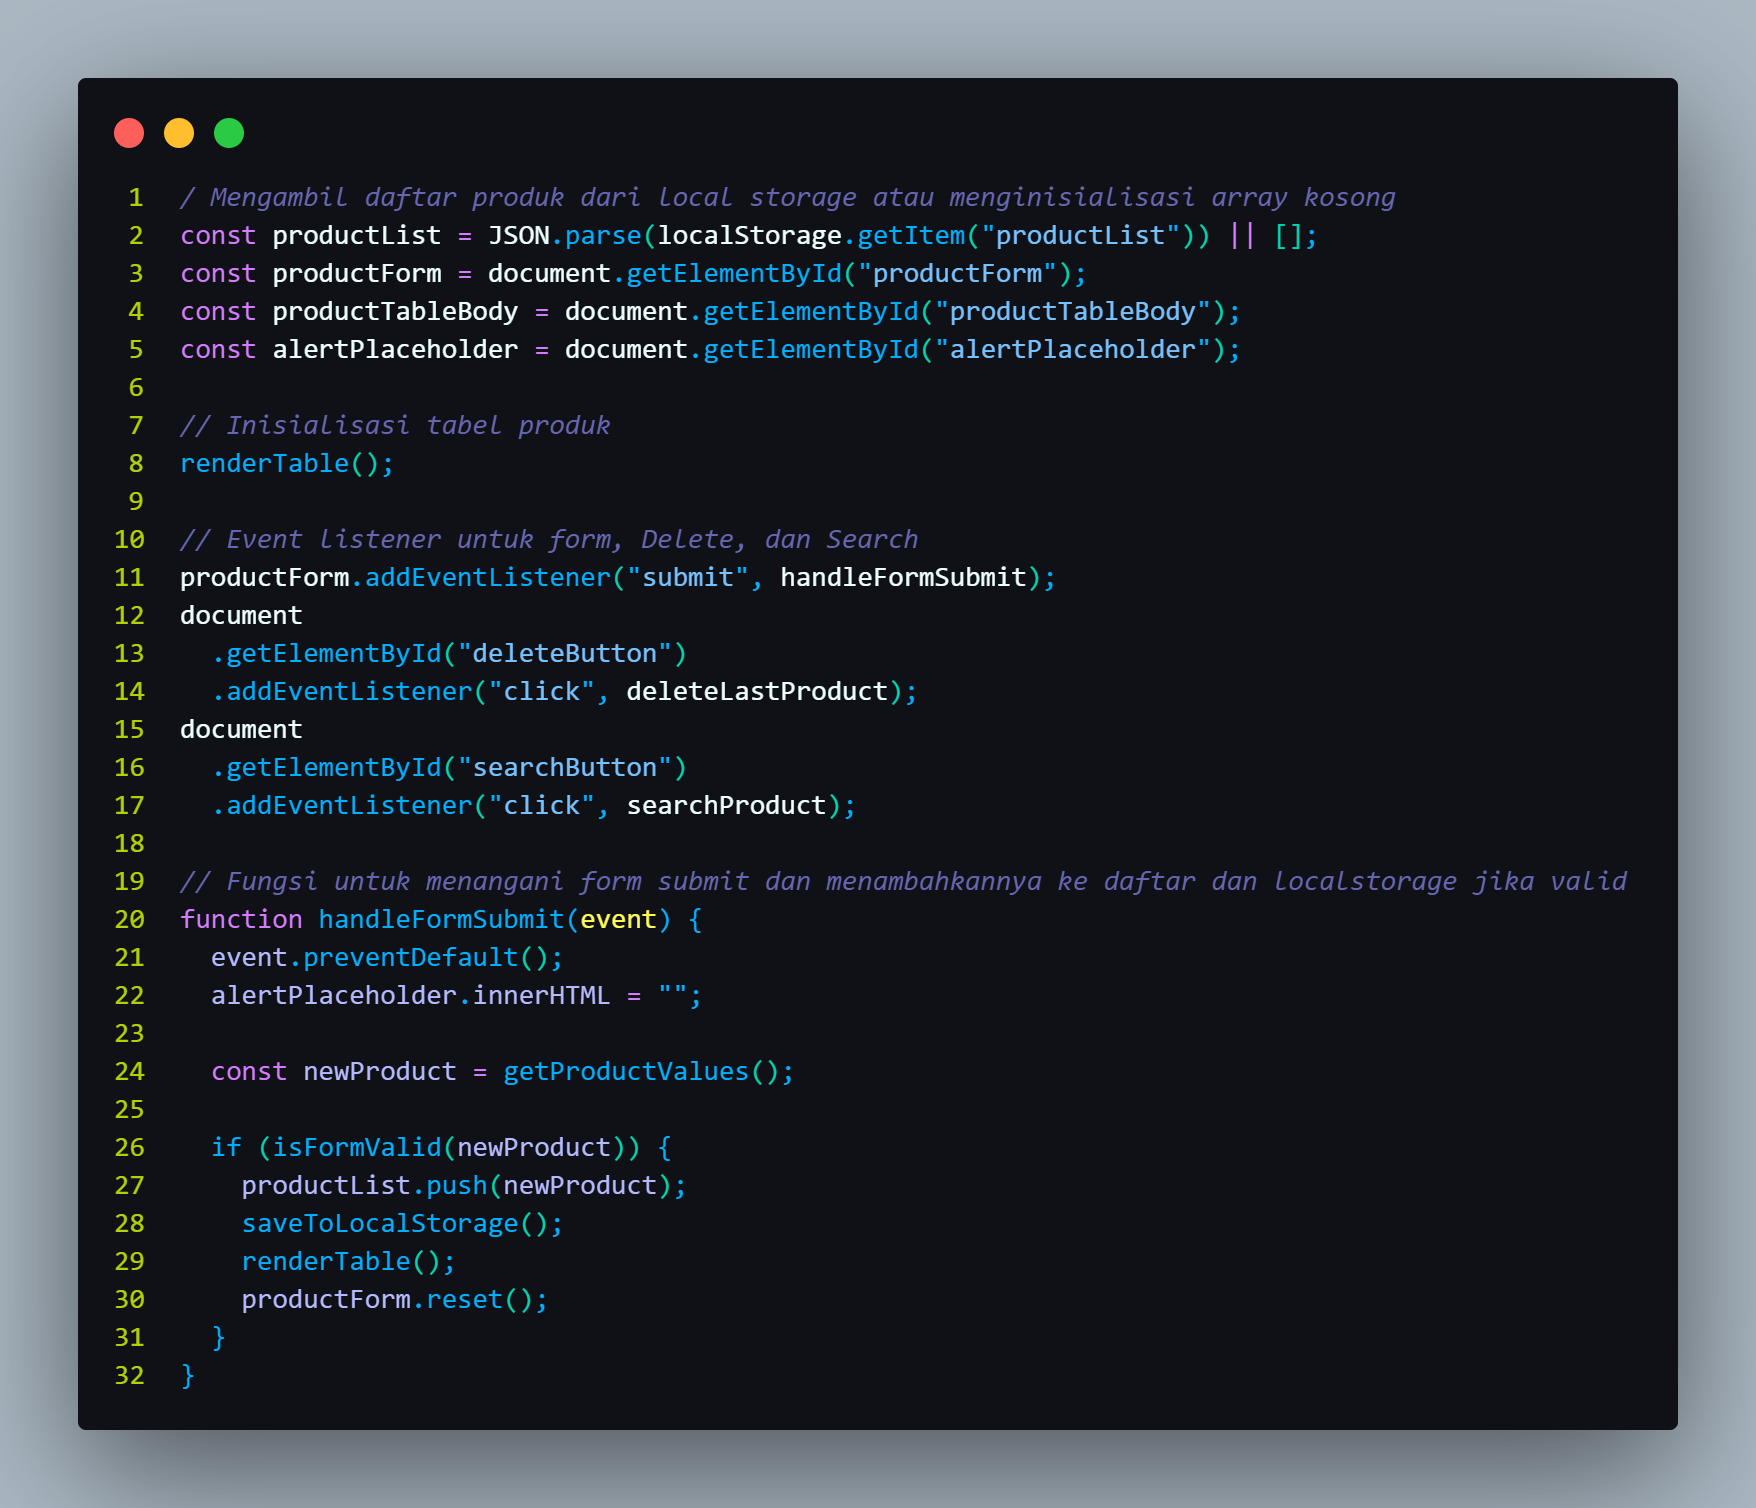 1 / Mengambil daftar produk dari local storage atau menginisialisasi array kosong
2 const productList = JSON.parse(localStorage.getItem("productList")) || [];
3 const productForm = document.getElementById("productForm");
4 const productTableBody = document.getElementById("productTableBody");
5 const alertPlaceholder = document.getElementById("alertPlaceholder");
6
7 // Inisialisasi tabel produk
8 renderTable();
9
10 // Event listener untuk form, Delete, dan Search
11 productForm.addEventListener("submit", handleFormSubmit);
12 document
13   .getElementById("deleteButton")
14   .addEventListener("click", deleteLastProduct);
15 document
16   .getElementById("searchButton")
17   .addEventListener("click", searchProduct);
18
19 // Fungsi untuk menangani form submit dan menambahkannya ke daftar dan localstorage jika valid
20 function handleFormSubmit(event) {
21   event.preventDefault();
22   alertPlaceholder.innerHTML = "";
23
24   const newProduct = getProductValues();
25
26   if (isFormValid(newProduct)) {
27     productList.push(newProduct);
28     saveToLocalStorage();
29     renderTable();
30     productForm.reset();
31   }
32 }